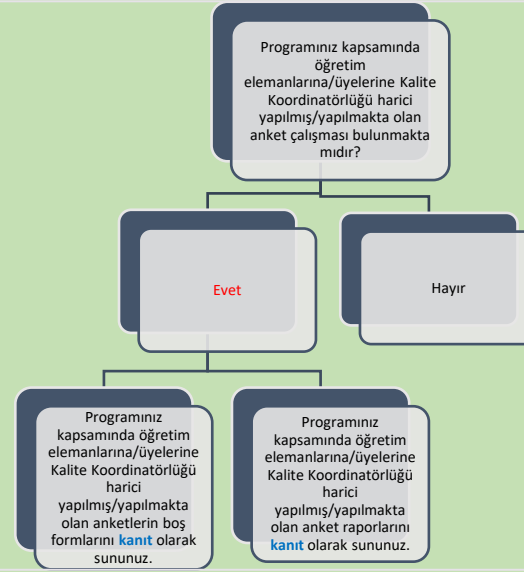 Programınız kapsamında
öğretim
elemanlarına/üyelerine Kalite
Koordinatörlüğü harici
yapılmış/yapılmakta olan
anket çalışması bulunmakta
mıdır?
Evet
Hayır
Programınız
kapsamında öğretim
elemanlarına/üyelerine
Kalite Koordinatörlüğü
harici
yapılmış/yapılmakta
olan anketlerin boş
formlarını kanıt olarak
sununuz.
Programınız
kapsamında öğretim
elemanlarına/üyelerine
Kalite Koordinatörlüğü
harici
yapılmış/yapılmakta
olan anket raporlarını
kanıt olarak sununuz.